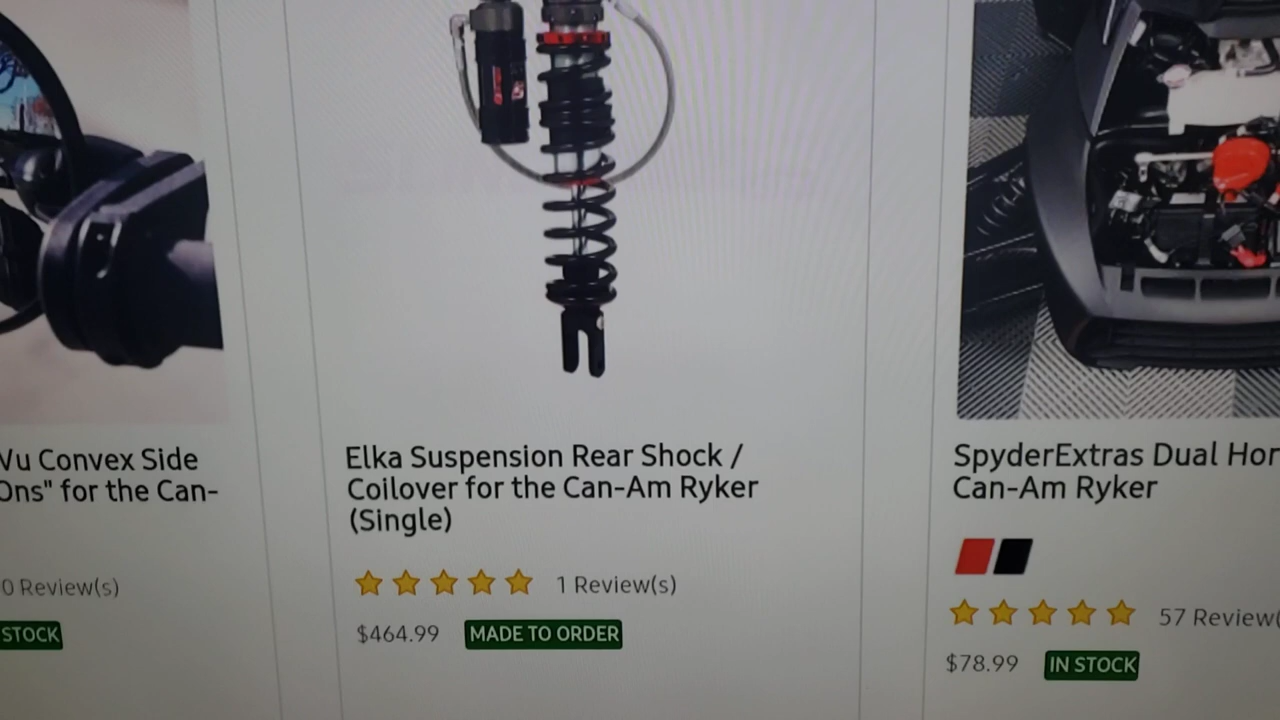 Vu Convex Side
Ons" for the Can-
0 Review(s)
STOCK
Elka Suspension Rear Shock /
Coilover for the Can-Am Ryker
(Single)
1 Review(s)
$464.99 MADE TO ORDER
SpyderExtras Dual Hor
Can-Am Ryker
57 Review(
$78.99 IN STOCK